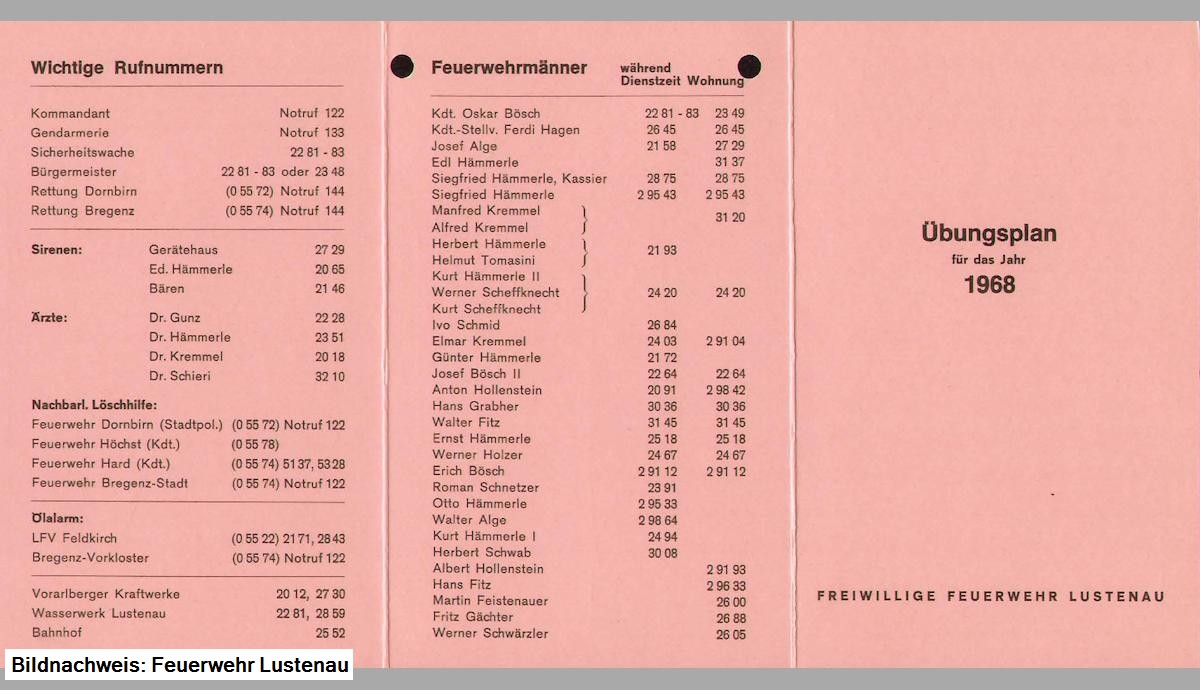 Wichtige Rufnummern
Kommandant Notruf 122
Gendarmerie Notruf 133
Sicherheitswache 22 81 - 83
Bürgermeister 22 81 - 83 oder 23 48
Rettung Dornbirn (0 55 72) Notruf 144
Rettung Bregenz (0 55 74) Notruf 144
Sirenen: Gerätehaus 27 29
Ed. Hämmerle 20 65
Bären 21 46
Ärzte: Dr. Gunz 22 28
Dr. Hämmerle 23 51
Dr. Kremmel 20 18
Dr. Schieri 32 10
Nachbarl. Löschhilfe:
Feuerwehr Dornbirn (Stadtpol.) (0 55 72) Notruf 122
Feuerwehr Höchst (Kdt.) (0 55 78)
Feuerwehr Hard (Kdt.) (0 55 74) 51 37, 53 28
Feuerwehr Bregenz-Stadt (0 55 74) Notruf 122
Ölalarm:
LFV Feldkirch (0 55 22) 21 71, 28 43
Bregenz-Vorkloster (0 55 74) Notruf 122
Vorarlberger Kraftwerke 20 12, 27 30
Wasserwerk Lustenau 22 81, 28 59
Bahnhof 25 52
Feuerwehrmänner während
Dienstzeit Wohnung
Kdt. Oskar Bösch 22 81 - 83 23 49
Kdt.-Stellv. Ferdi Hagen 26 45 26 45
Josef Alge 21 58 27 29
Edl Hämmerle 31 37
Siegfried Hämmerle, Kassier 28 75 28 75
Siegfried Hämmerle 2 95 43 2 95 43
Manfred Kremmel
31 20
Alfred Kremmel
Herbert Hämmerle
21 93
Helmut Tomasini
Kurt Hämmerle II
Werner Scheffknecht 24 20 24 20
Kurt Scheffknecht
Ivo Schmid 26 84
Elmar Kremmel 24 03 2 91 04
Günter Hämmerle 21 72
Josef Bösch II 22 64 22 64
Anton Hollenstein 20 91 2 98 42
Hans Grabher 30 36 30 36
Walter Fitz 31 45 31 45
Ernst Hämmerle 25 18 25 18
Werner Holzer 24 67 24 67
Erich Bösch 2 91 12 2 91 12
Roman Schnetzer 23 91
Otto Hämmerle 2 95 33
Walter Alge 2 98 64
Kurt Hämmerle I 24 94
Herbert Schwab 30 08
Albert Hollenstein 2 91 93
Hans Fitz 2 96 33
Martin Feistenauer 26 00
Fritz Gächter 26 88
Werner Schwärzler 26 05
Übungsplan
für das Jahr
1968
FREIWILLIGE FEUERWEHR LUSTENAU
Bildnachweis: Feuerwehr Lustenau